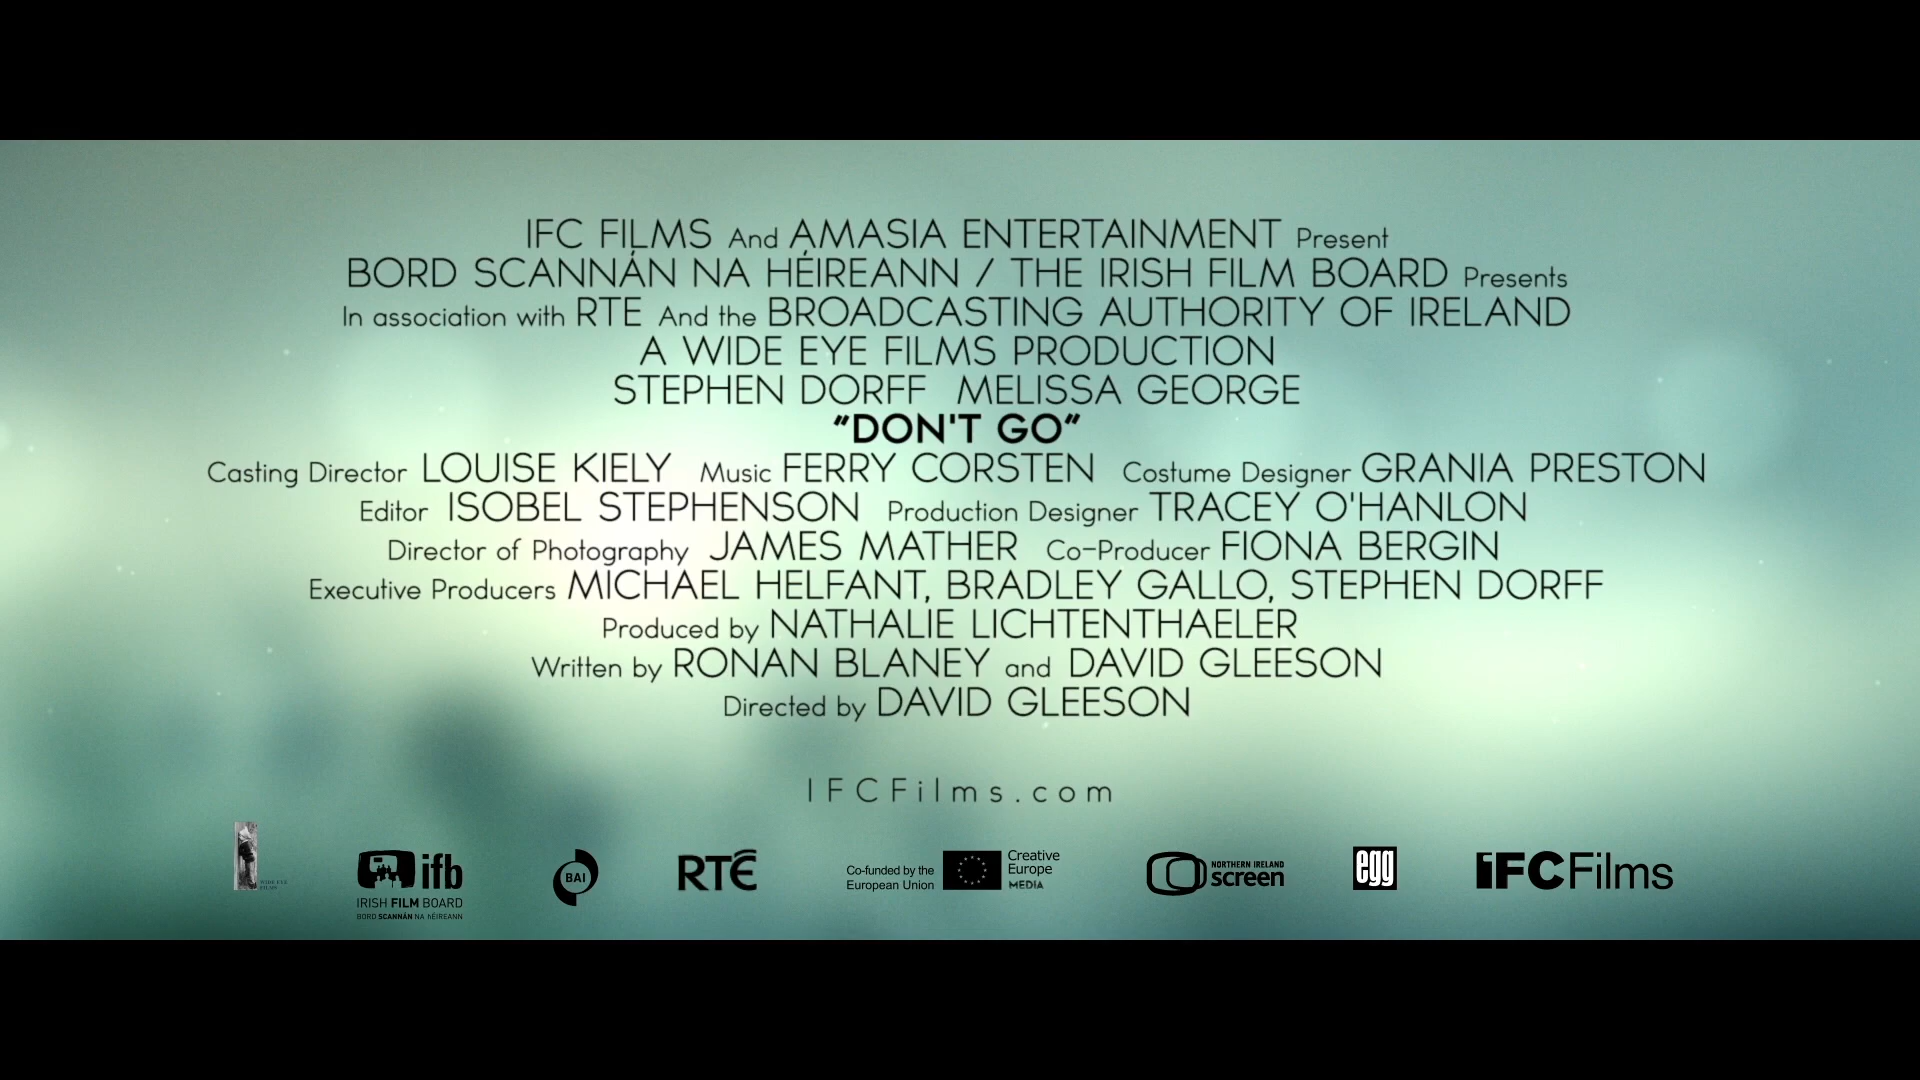 IFC FILMS And AMASIA ENTERTAINMENT Present
BORD SCANNÁN NA HÉIREANN / THE IRISH FILM BOARD Presents
In association with RTE And the BROADCASTING AUTHORITY OF IRELAND
A WIDE EYE FILMS PRODUCTION
STEPHEN DORFF MELISSA GEORGE
“DON'T GO”
Casting Director LOUISE KIELY Music FERRY CORSTEN Costume Designer GRANIA PRESTON
Editor ISOBEL STEPHENSON Production Designer TRACEY O'HANLON
Director of Photography JAMES MATHER Co-Producer FIONA BERGIN
Executive Producers MICHAEL HELFANT, BRADLEY GALLO, STEPHEN DORFF
Produced by NATHALIE LICHTENTHAELER
Written by RONAN BLANEY and DAVID GLEESON
Directed by DAVID GLEESON
IFCFilms.com
WIDE EYE
FILMS
ifb
IRISH FILM BOARD
BORD SCANNÁN NA hÉIREANN
BAI
RTÉ
Co-funded by the
European Union
Creative
Europe
MEDIA
NORTHERN IRELAND
screen
egg
IFC Films